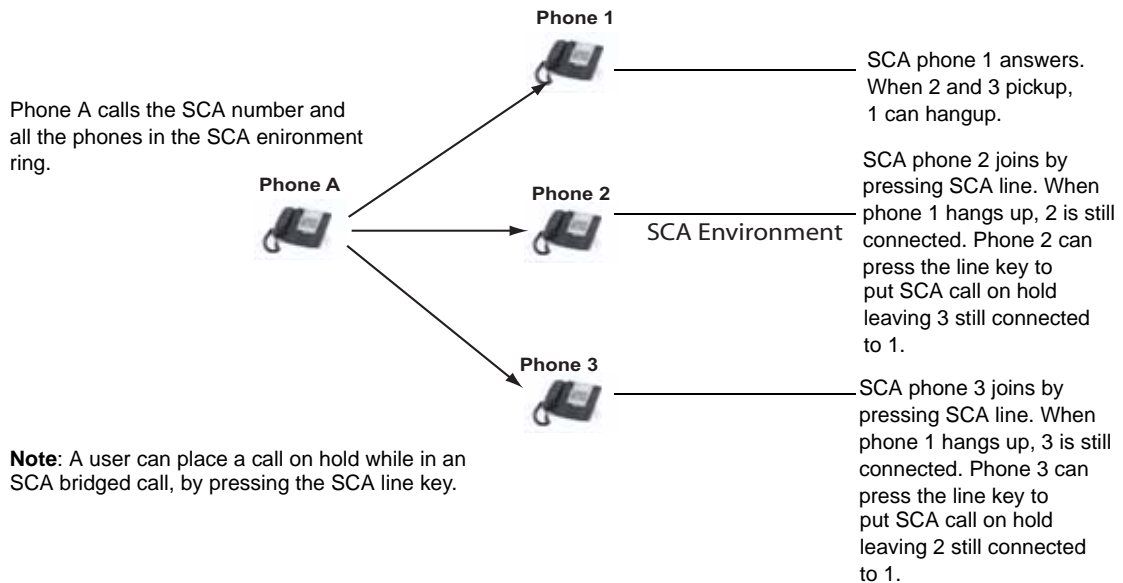 Phone 1
SCA phone 1 answers.
When 2 and 3 pickup,
1 can hangup.
Phone A calls the SCA number and
all the phones in the SCA enironment
ring.
Phone A
Phone 2
SCA Environment
SCA phone 2 joins by
pressing SCA line. When
phone 1 hangs up, 2 is still
connected. Phone 2 can
press the line key to
put SCA call on hold
leaving 3 still connected
to 1.
Phone 3
SCA phone 3 joins by
pressing SCA line. When
phone 1 hangs up, 3 is still
connected. Phone 3 can
press the line key to
put SCA call on hold
leaving 2 still connected
to 1.
Note: A user can place a call on hold while in an
SCA bridged call, by pressing the SCA line key.